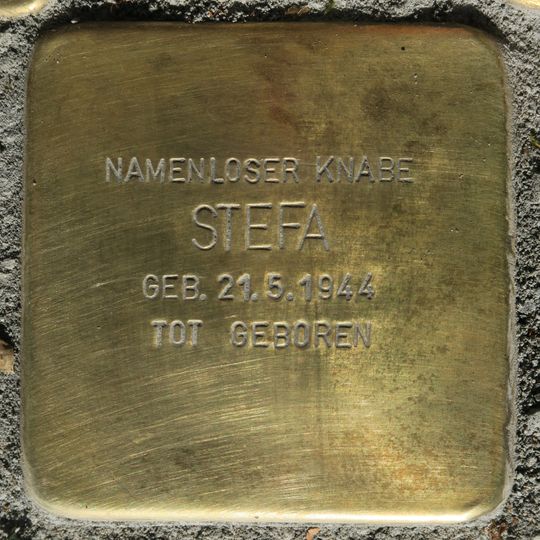 NAMENLOSER KNABE
STEFA
GEB. 21.5.1944
TOT GEBOREN